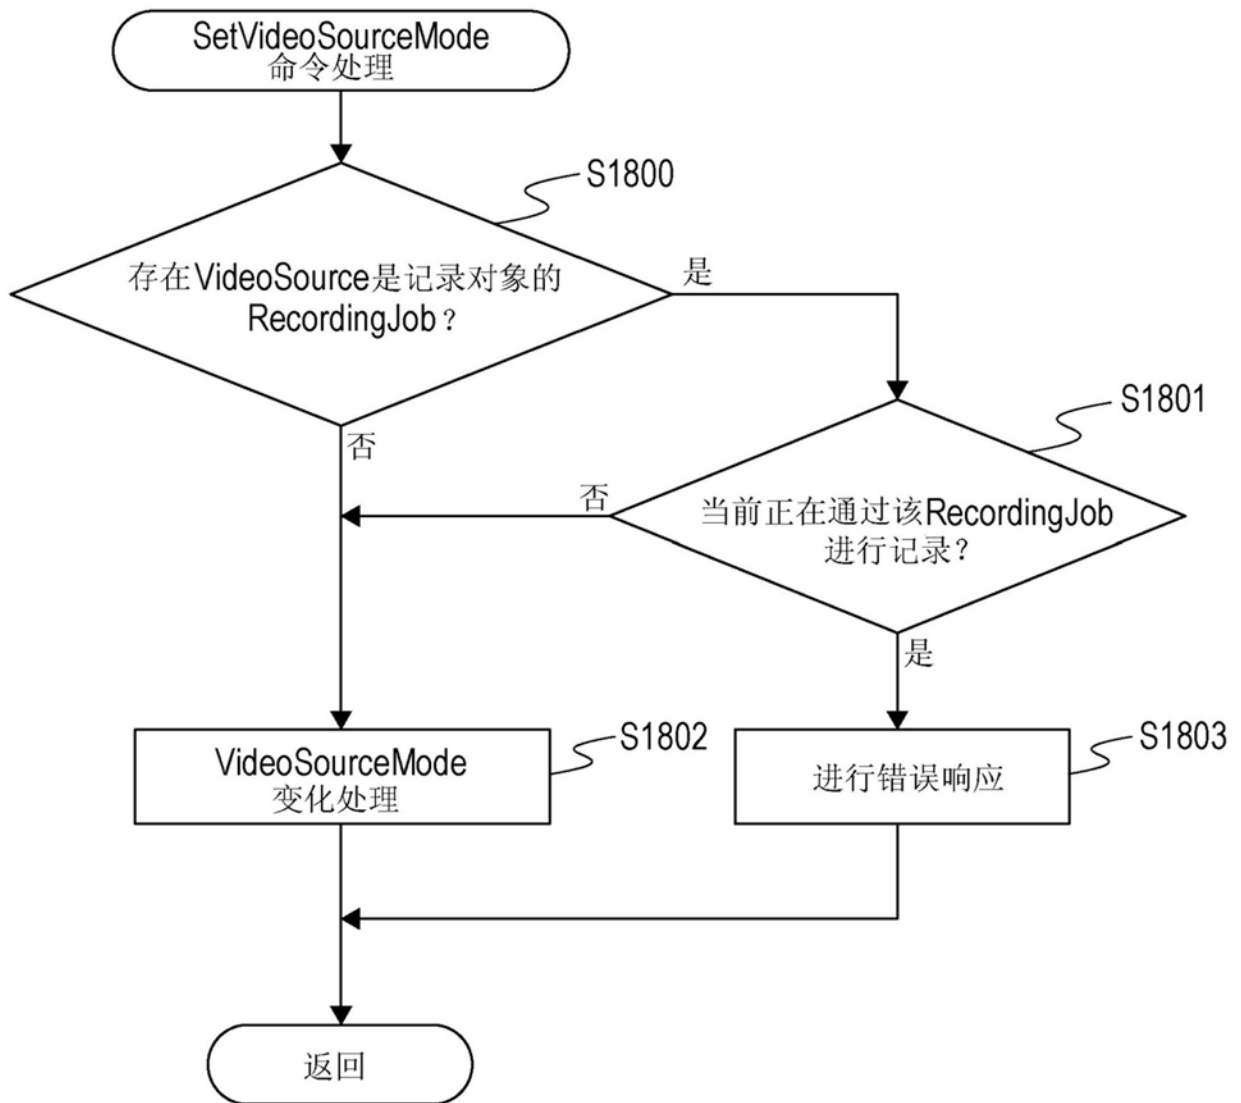 SetVideoSourceMode
命令处理
S1800
存在VideoSource是记录对象的
RecordingJob？
是
否
S1801
当前正在通过该RecordingJob
进行记录？
否
是
S1802
VideoSourceMode
变化处理
S1803
进行错误响应
返回